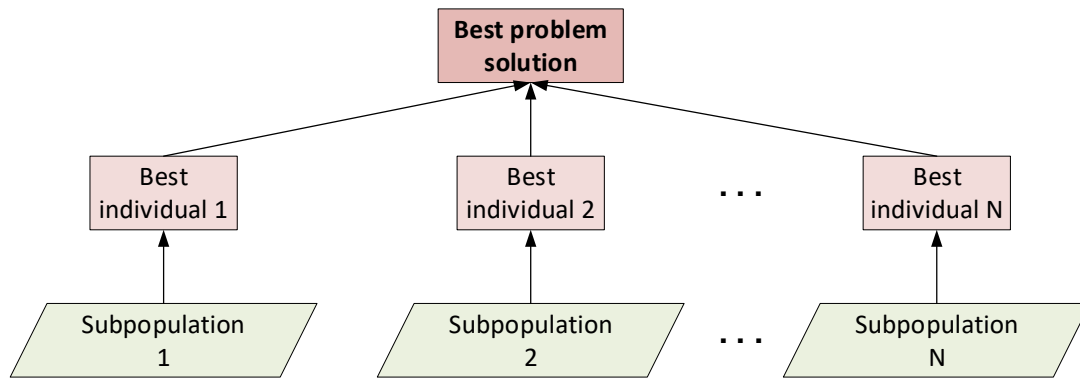 Best problem
solution
Best
individual 1
Best
individual 2
. . .
Best
individual N
Subpopulation
1
Subpopulation
2
. . .
Subpopulation
N